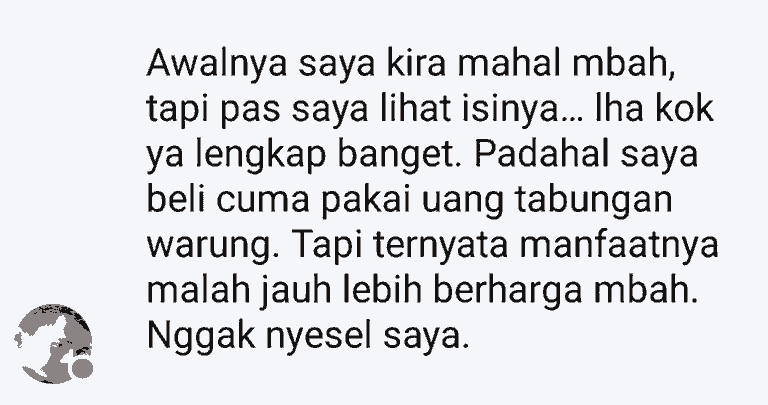 Awalnya saya kira mahal mbah,
tapi pas saya lihat isinya... lha kok
ya lengkap banget. Padahal saya
beli cuma pakai uang tabungan
warung. Tapi ternyata manfaatnya
malah jauh lebih berharga mbah.
Nggak nyesel saya.